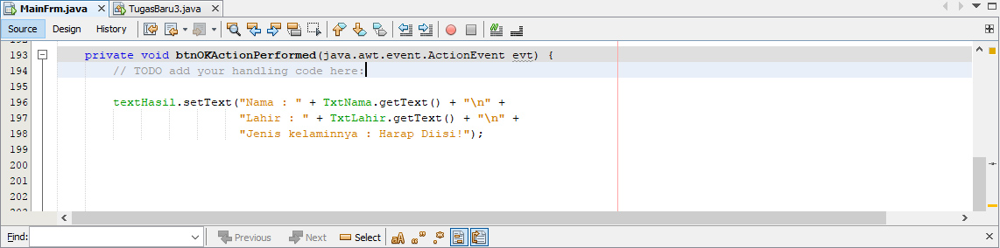 MainFrm.java TugasBaru3.java
Source Design History
193 private void btnOKActionPerformed(java.awt.event.ActionEvent evt) {
194 // TODO add your handling code here:
195
196 textHasil.setText("Nama : " + TxtNama.getText() + "\n" +
197 "Lahir : " + TxtLahir.getText() + "\n" +
198 "Jenis kelaminnya : Harap Diisi!");
199
200
201
202
Find: Previous Next Select aA